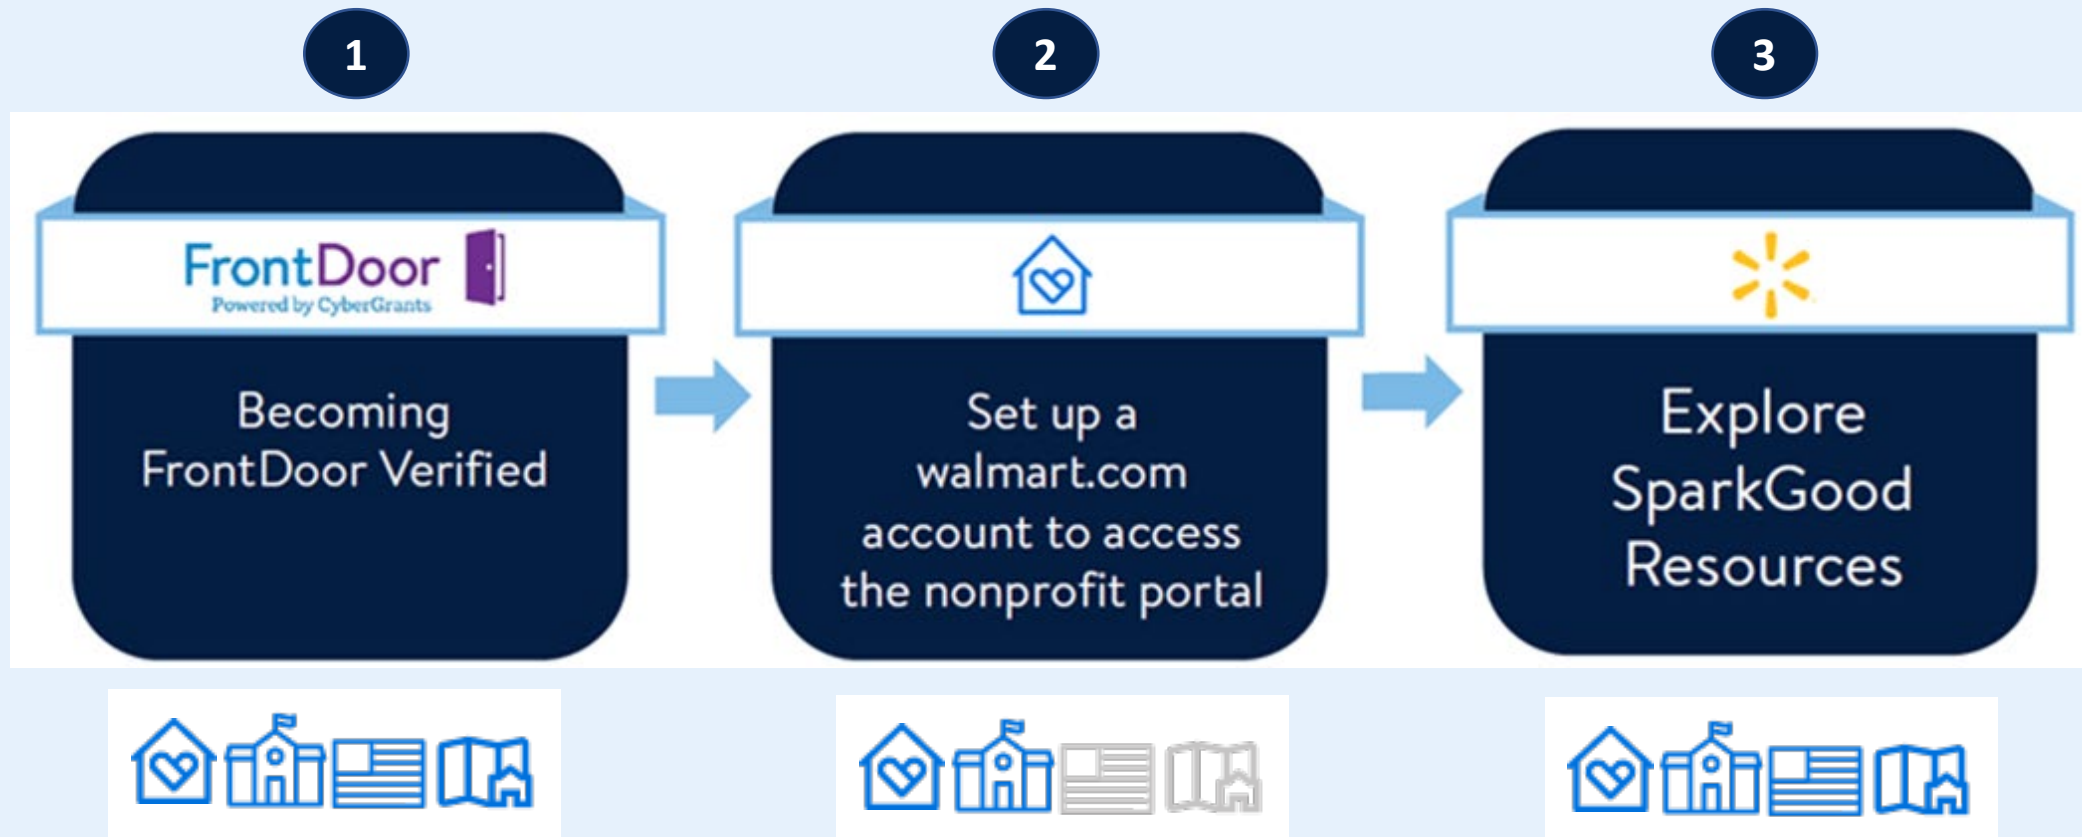 1
2
3
FrontDoor
Powered by CyberGrants
Becoming
FrontDoor Verified
Set up a
walmart.com
account to access
the nonprofit portal
Explore
SparkGood
Resources